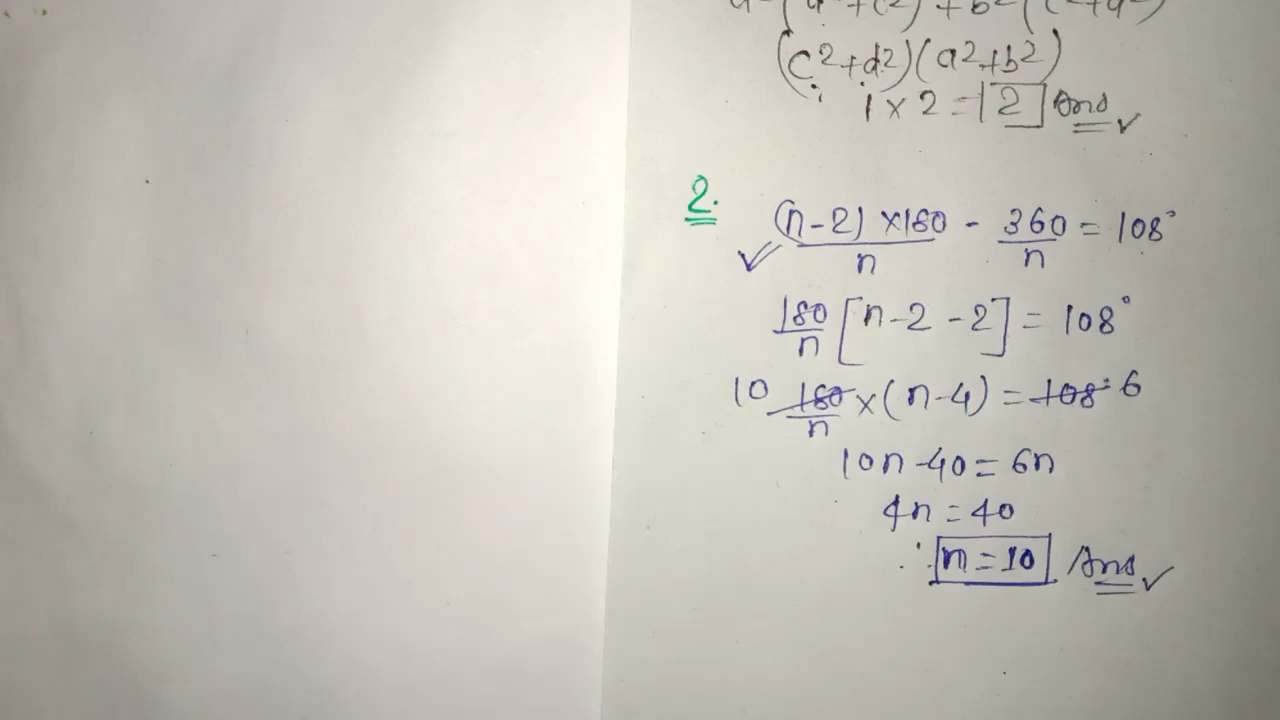 (c²+d²)(a²+b²)
1 × 2 = 2 Ans ✓
2.
✓ (n-2) ×180/n - 360/n = 108°
180/n [n-2-2] = 108°
10 180/n × (n-4) = 108° 6
10n-40 = 6n
4n = 40
∴ n = 10 Ans ✓